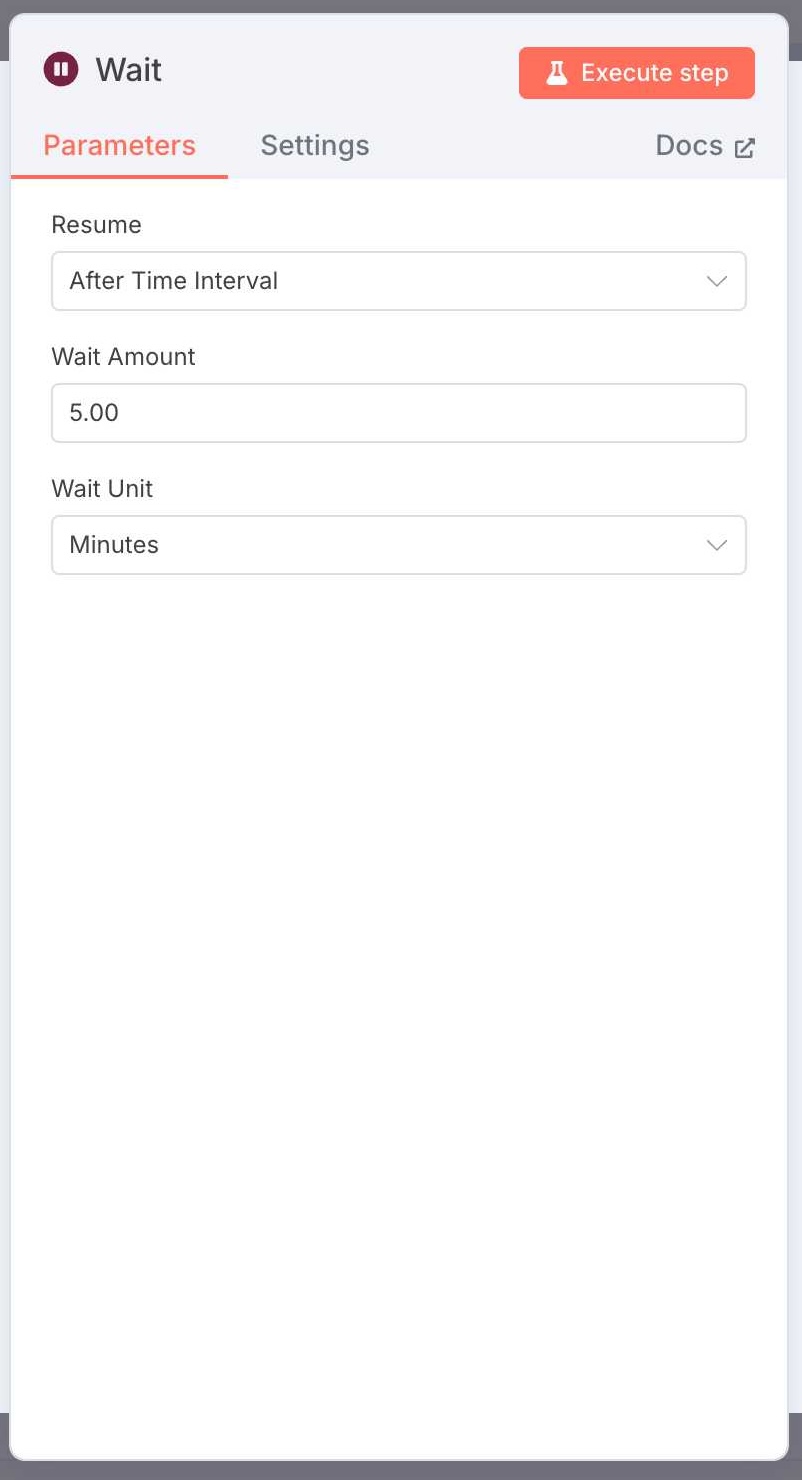 Wait
Execute step
Parameters
Settings
Docs
Resume
After Time Interval
Wait Amount
5.00
Wait Unit
Minutes